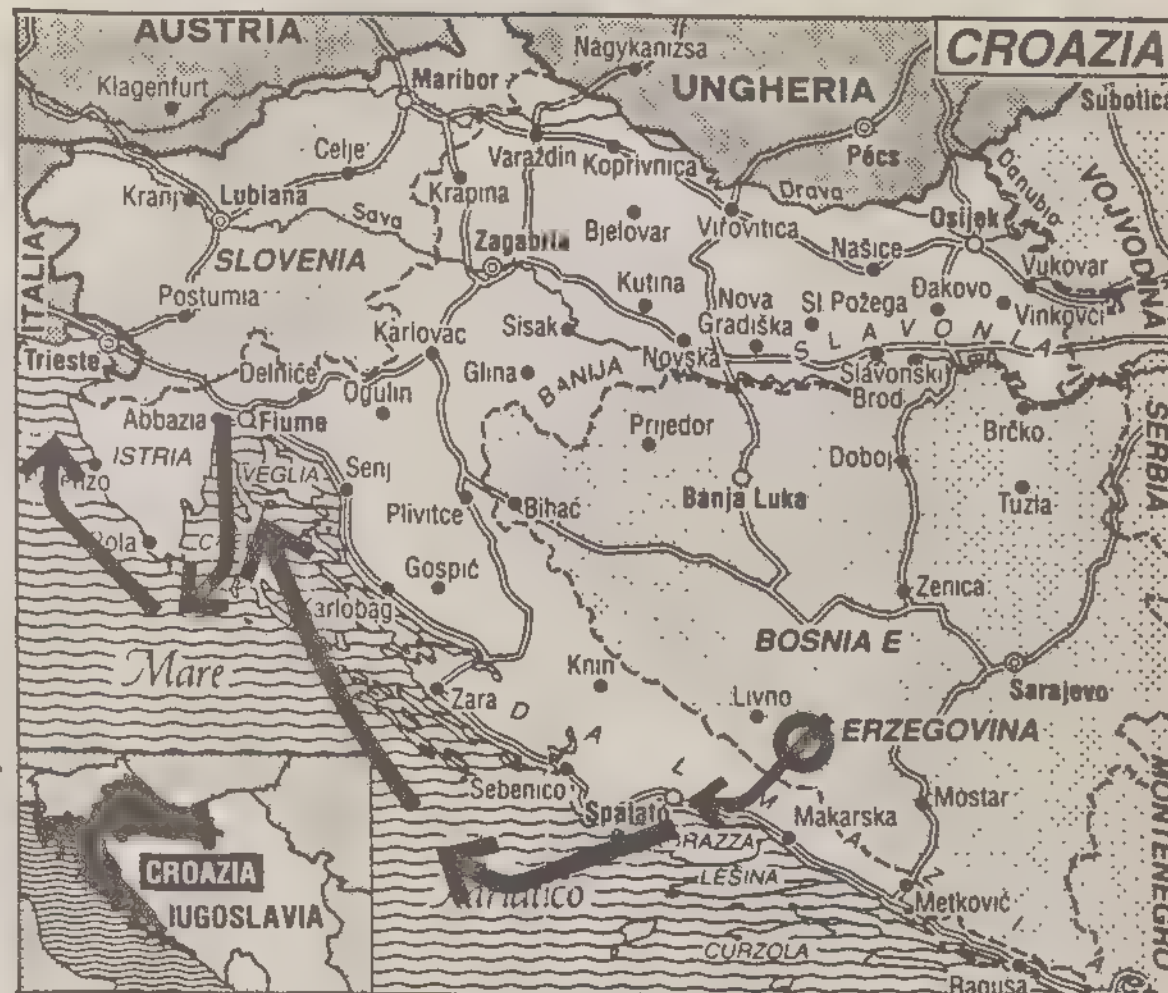 AUSTRIA
CROAZIA
Nagykanizsa
Klagenfurt
Maribor
UNGHERIA
Subotica
Celje
Varaždin
Koprivnica
Pécs
Kranj
Lubiana
Krapina
Drava
Danubio
VOJVODINA
Sava
Bjelovar
Virovitica
Osijek
ITALIA
SLOVENIA
Našice
Vukovar
Postumia
Kutina
Nova
Gradiška
Sl. Požega
Đakovo
Vinkovci
Karlovac
Sisak
SLAVONIA
Trieste
Novska
Delnice
Glina
BANIJA
Slavonski
Brod
Ogulin
Abbazia
Fiume
Prijedor
Brčko
SERBIA
ISTRIA
VEGLIA
Senj
Doboj
Banja Luka
Tuzla
Plivitce
Bihać
Pola
Gospić
Zenica
Karlobag
BOSNIA E
Mare
Knin
Livno
Sarajevo
Zara
DALMAZIA
ERZEGOVINA
MONTENEGRO
Sebenico
Spalato
Makarska
Mostar
BRAZZA
LESINA
CROAZIA
Adriatico
Metković
IUGOSLAVIA
CURZOLA
Ragusa